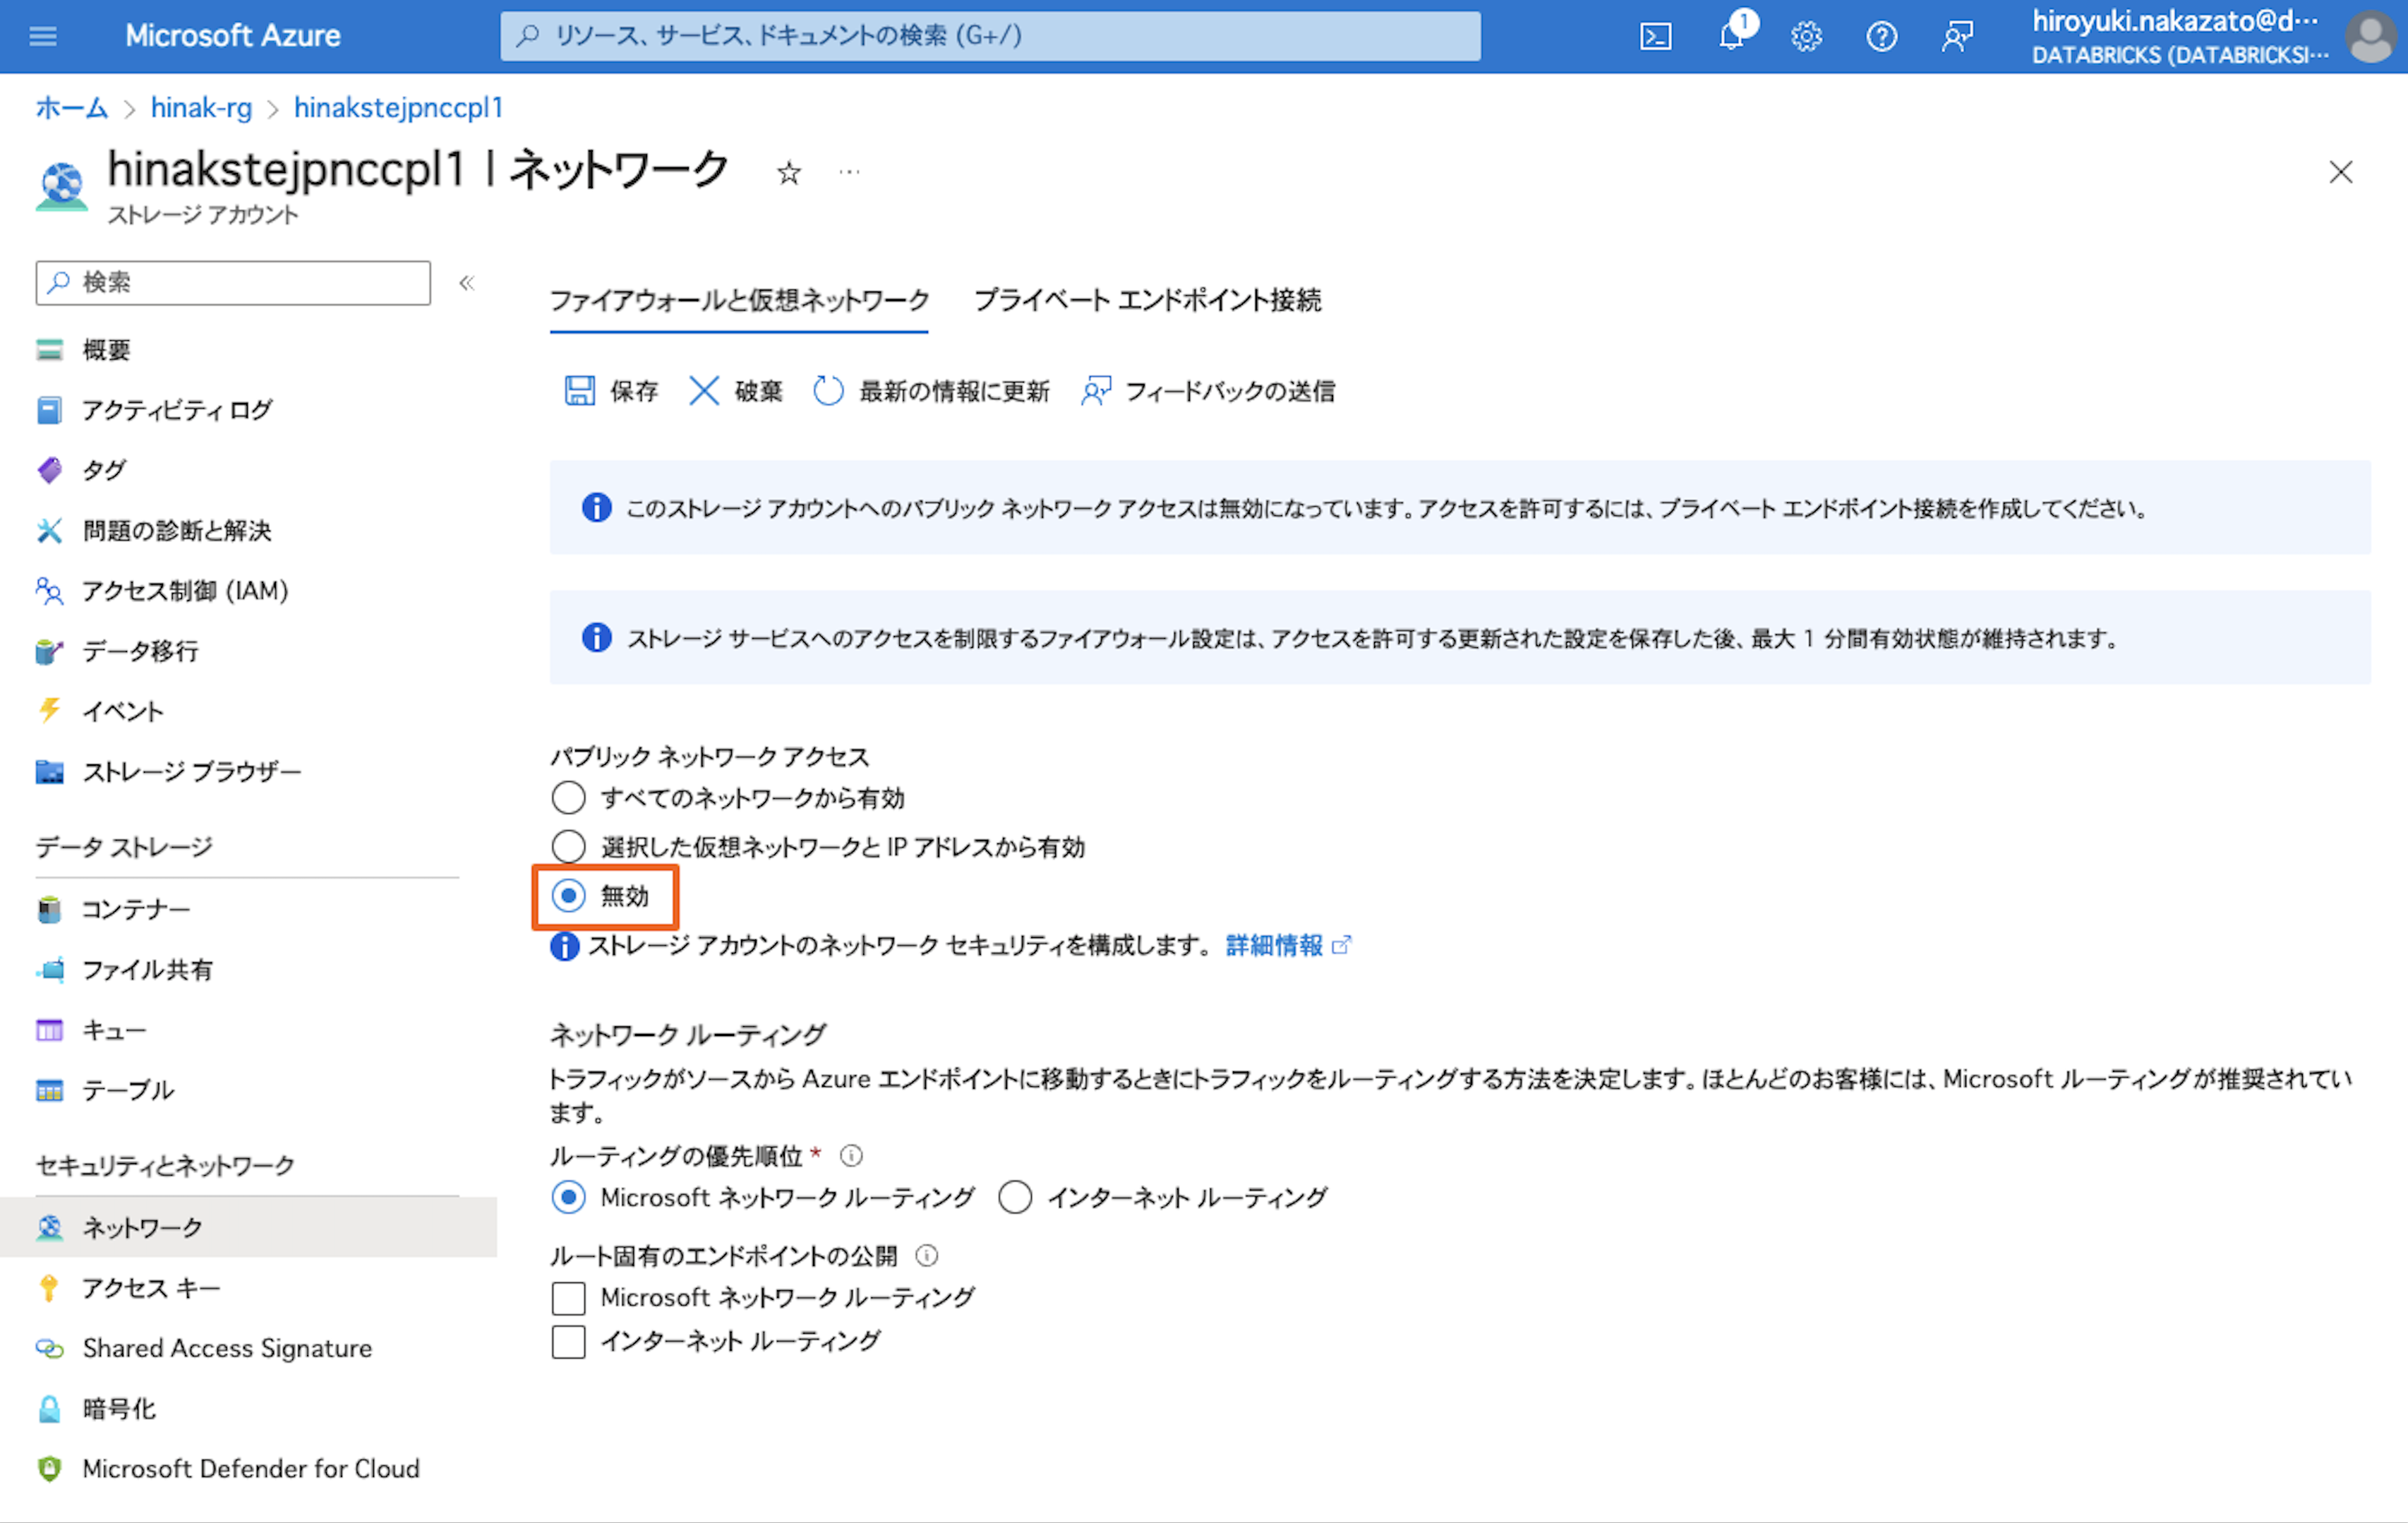 Microsoft Azure
リソース、サービス、ドキュメントの検索 (G+/)
1
hiroyuki.nakazato@d···
DATABRICKS (DATABRICKSI···
ホーム > hinak-rg > hinakstejpnccpl1
hinakstejpnccpl1 | ネットワーク
ストレージ アカウント
検索
概要
アクティビティ ログ
タグ
問題の診断と解決
アクセス制御 (IAM)
データ移行
イベント
ストレージ ブラウザー
データ ストレージ
コンテナー
ファイル共有
キュー
テーブル
セキュリティとネットワーク
ネットワーク
アクセス キー
Shared Access Signature
暗号化
Microsoft Defender for Cloud
ファイアウォールと仮想ネットワーク プライベート エンドポイント接続
保存 破棄 最新の情報に更新 フィードバックの送信
このストレージ アカウントへのパブリック ネットワーク アクセスは無効になっています。アクセスを許可するには、プライベート エンドポイント接続を作成してください。
ストレージ サービスへのアクセスを制限するファイアウォール設定は、アクセスを許可する更新された設定を保存した後、最大 1 分間有効状態が維持されます。
パブリック ネットワーク アクセス
すべてのネットワークから有効
選択した仮想ネットワークと IP アドレスから有効
無効
ストレージ アカウントのネットワーク セキュリティを構成します。 詳細情報
ネットワーク ルーティング
トラフィックがソースから Azure エンドポイントに移動するときにトラフィックをルーティングする方法を決定します。ほとんどのお客様には、Microsoft ルーティングが推奨されてい
ます。
ルーティングの優先順位 *
Microsoft ネットワーク ルーティング インターネット ルーティング
ルート固有のエンドポイントの公開
Microsoft ネットワーク ルーティング
インターネット ルーティング